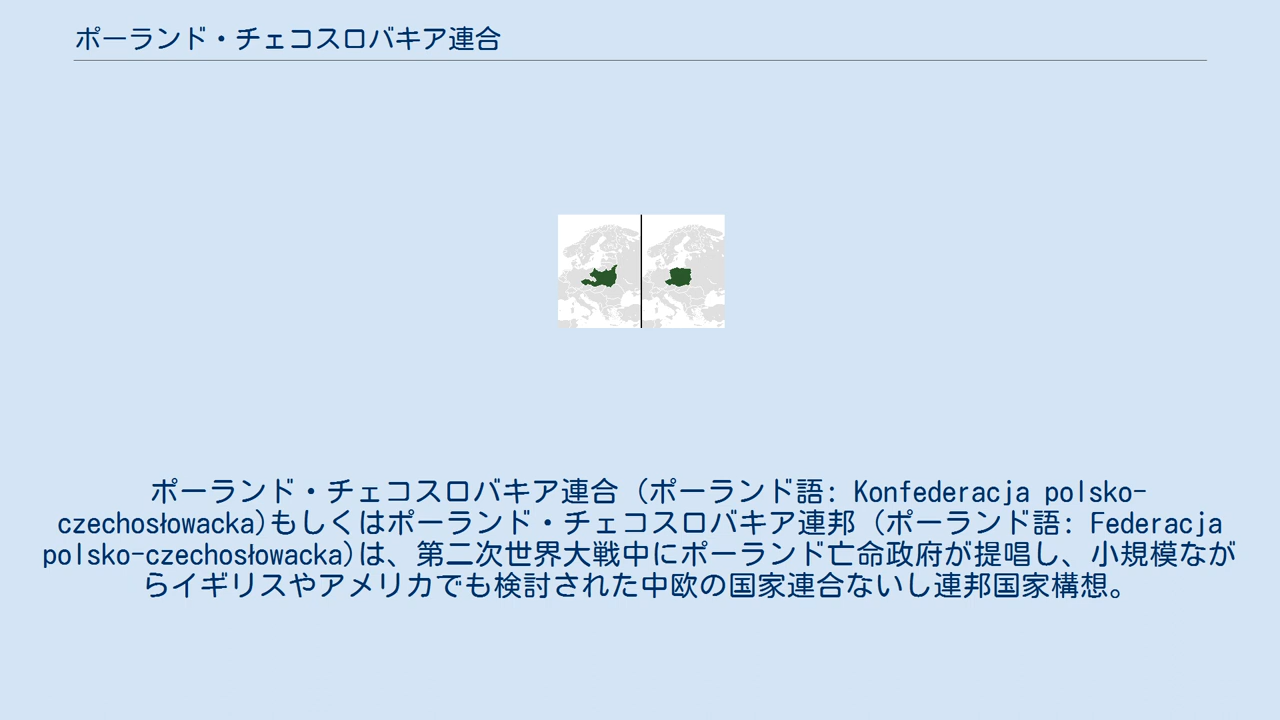 ポーランド・チェコスロバキア連合
ポーランド・チェコスロバキア連合（ポーランド語: Konfederacja polsko-
czechosłowacka)もしくはポーランド・チェコスロバキア連邦（ポーランド語: Federacja
polsko-czechosłowacka)は、第二次世界大戦中にポーランド亡命政府が提唱し、小規模なが
らイギリスやアメリカでも検討された中欧の国家連合ないし連邦国家構想。